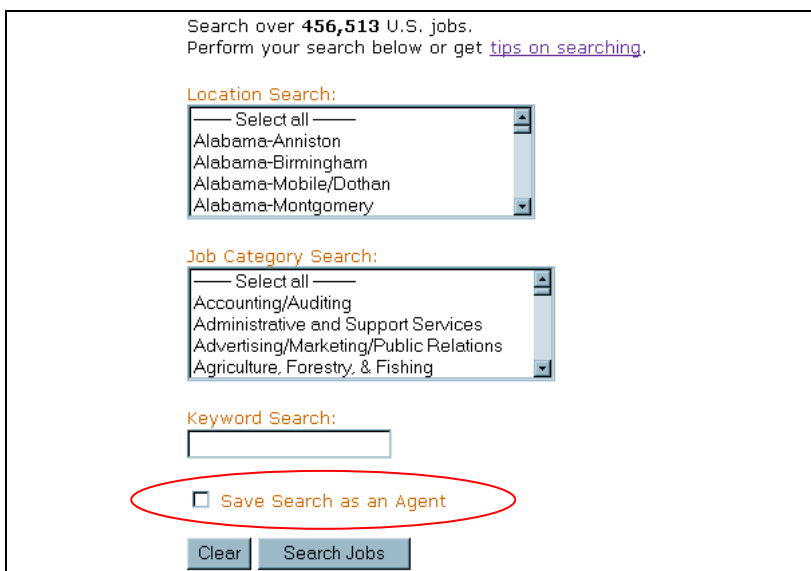 Search over 456,513 U.S. jobs.
Perform your search below or get tips on searching.
Location Search:
—— Select all ——
Alabama-Anniston
Alabama-Birmingham
Alabama-Mobile/Dothan
Alabama-Montgomery
Job Category Search:
—— Select all ——
Accounting/Auditing
Administrative and Support Services
Advertising/Marketing/Public Relations
Agriculture, Forestry, & Fishing
Keyword Search:
Save Search as an Agent
Clear Search Jobs